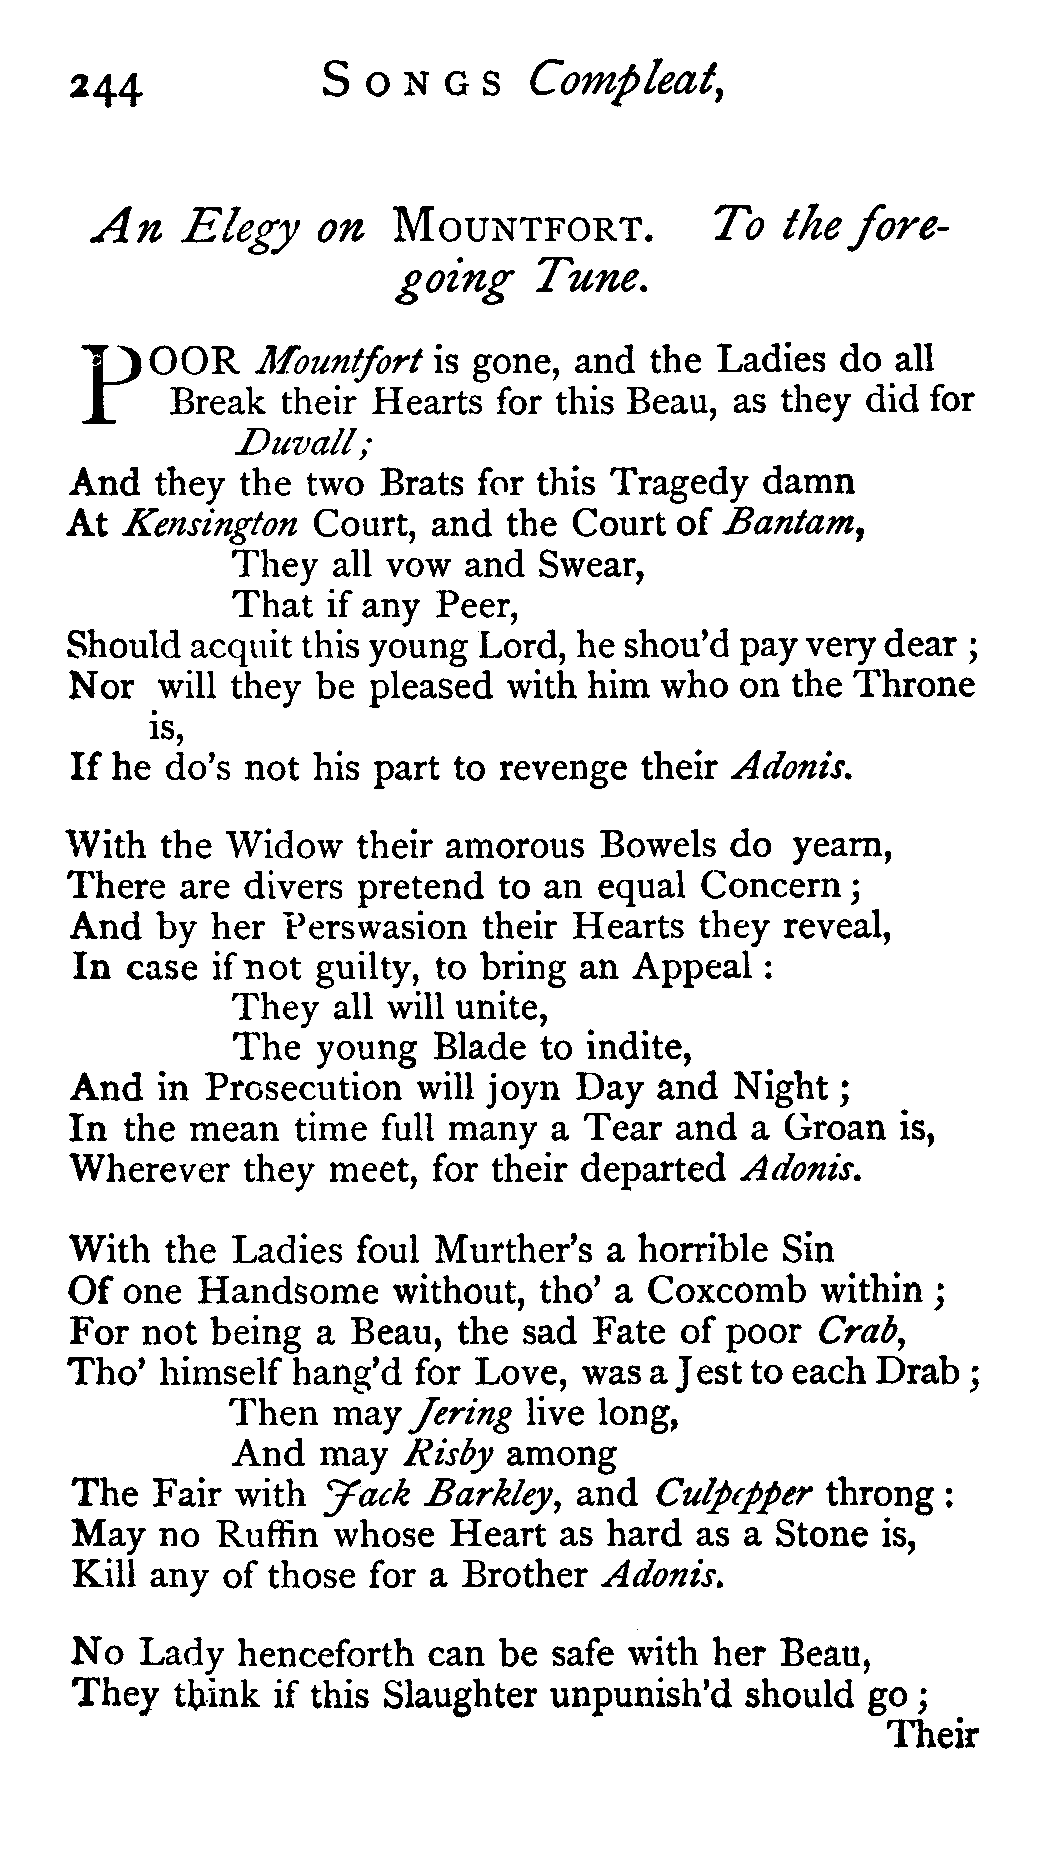 244 SONGS Compleat,
An Elegy on MOUNTFORT. To the fore-
going Tune.
POOR Mountfort is gone, and the Ladies do all
Break their Hearts for this Beau, as they did for
Duvall;
And they the two Brats for this Tragedy damn
At Kensington Court, and the Court of Bantam,
They all vow and Swear,
That if any Peer,
Should acquit this young Lord, he shou'd pay very dear ;
Nor will they be pleased with him who on the Throne
is,
If he do's not his part to revenge their Adonis.
With the Widow their amorous Bowels do yearn,
There are divers pretend to an equal Concern ;
And by her Perswasion their Hearts they reveal,
In case if not guilty, to bring an Appeal :
They all will unite,
The young Blade to indite,
And in Prosecution will joyn Day and Night ;
In the mean time full many a Tear and a Groan is,
Wherever they meet, for their departed Adonis.
With the Ladies foul Murther's a horrible Sin
Of one Handsome without, tho' a Coxcomb within ;
For not being a Beau, the sad Fate of poor Crab,
Tho' himself hang'd for Love, was a Jest to each Drab ;
Then may Jering live long,
And may Risby among
The Fair with Jack Barkley, and Culpepper throng :
May no Ruffin whose Heart as hard as a Stone is,
Kill any of those for a Brother Adonis.
No Lady henceforth can be safe with her Beau,
They think if this Slaughter unpunish'd should go ;
Their